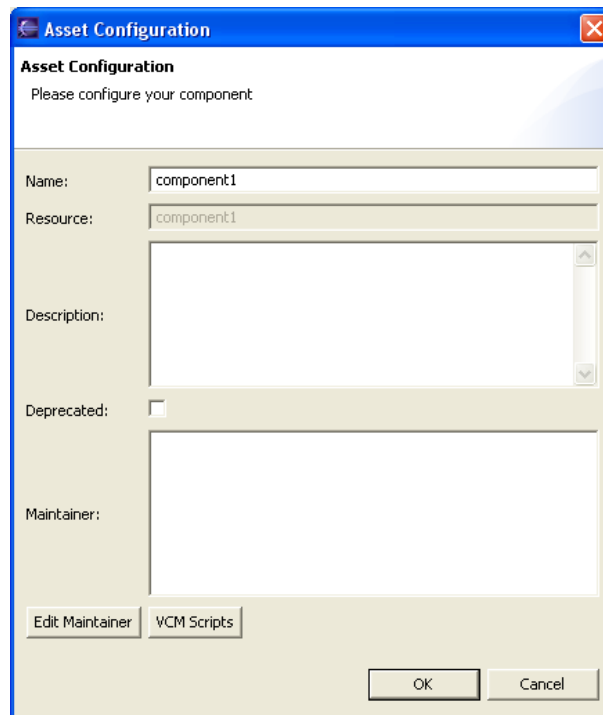 Asset Configuration
Asset Configuration
Please configure your component
Name:
component1
Resource:
component1
Description:
Deprecated:
Maintainer:
Edit Maintainer VCM Scripts
OK Cancel